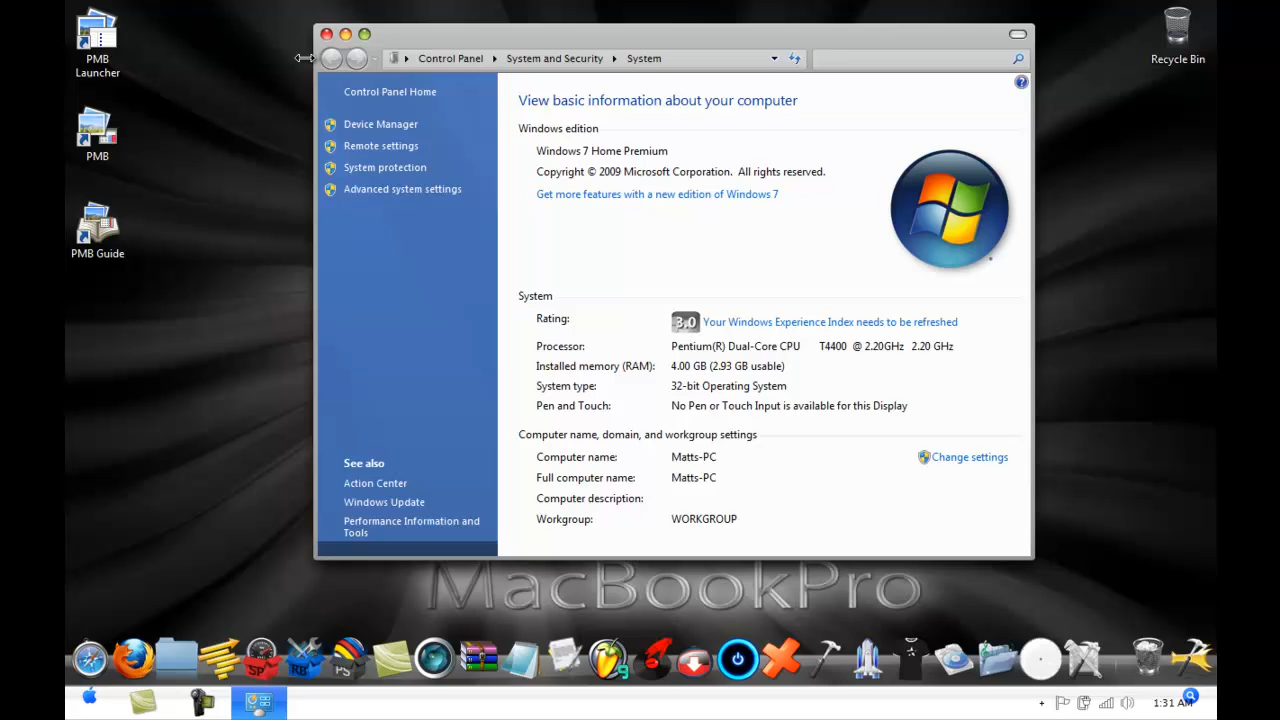 PMB
Launcher
PMB
PMB Guide
Recycle Bin
Control Panel
System and Security
System
Control Panel Home
Device Manager
Remote settings
System protection
Advanced system settings
See also
Action Center
Windows Update
Performance Information and
Tools
View basic information about your computer
Windows edition
Windows 7 Home Premium
Copyright © 2009 Microsoft Corporation. All rights reserved.
Get more features with a new edition of Windows 7
System
Rating:
3.0 Your Windows Experience Index needs to be refreshed
Processor: Pentium(R) Dual-Core CPU T4400 @ 2.20GHz 2.20 GHz
Installed memory (RAM): 4.00 GB (2.93 GB usable)
System type: 32-bit Operating System
Pen and Touch: No Pen or Touch Input is available for this Display
Computer name, domain, and workgroup settings
Computer name: Matts-PC
Change settings
Full computer name: Matts-PC
Computer description:
Workgroup: WORKGROUP
MacBookPro
SP
RB
PS
9
1:31 AM